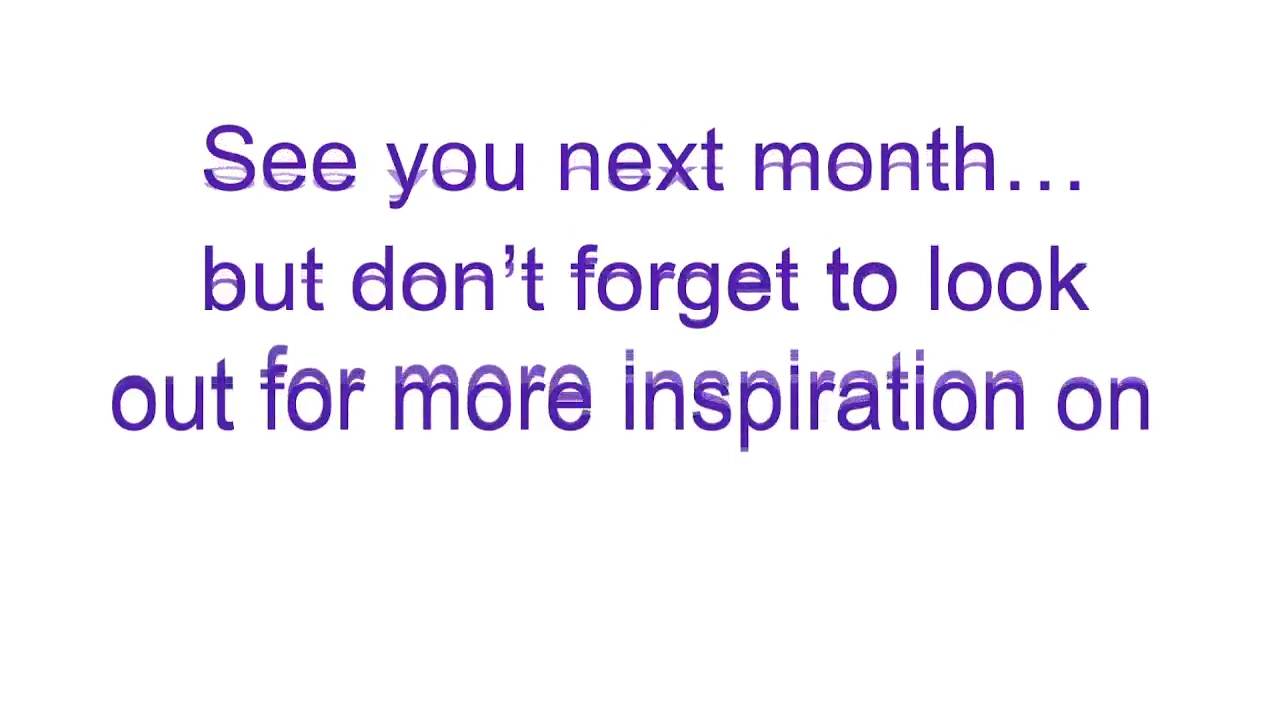 See you next month…
but don’t forget to look
out for more inspiration on